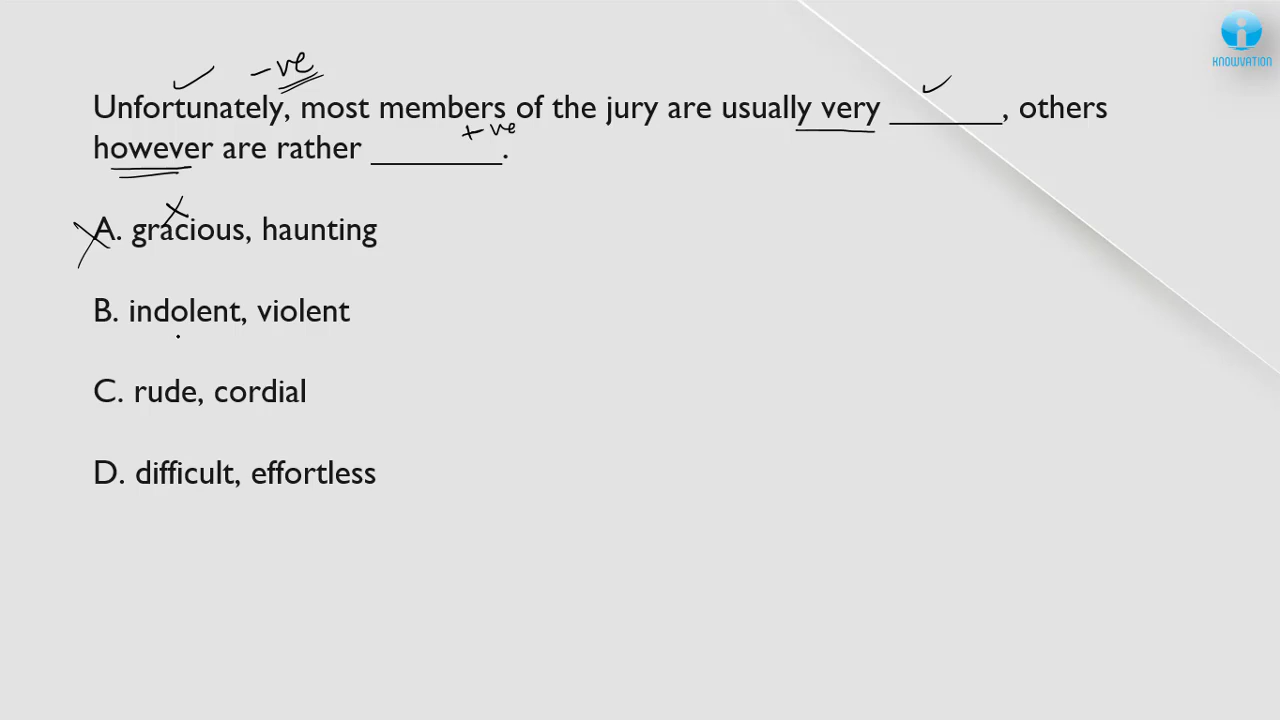 KNOWVATION
-ve
Unfortunately, most members of the jury are usually very ________, others
+ve
however are rather _________.
A. gracious, haunting
B. indolent, violent
C. rude, cordial
D. difficult, effortless